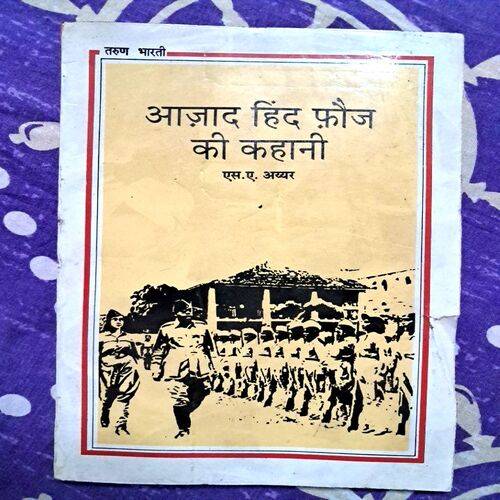 तरुण भारती
आज़ाद हिंद फ़ौज
की कहानी
एस. ए. अय्यर